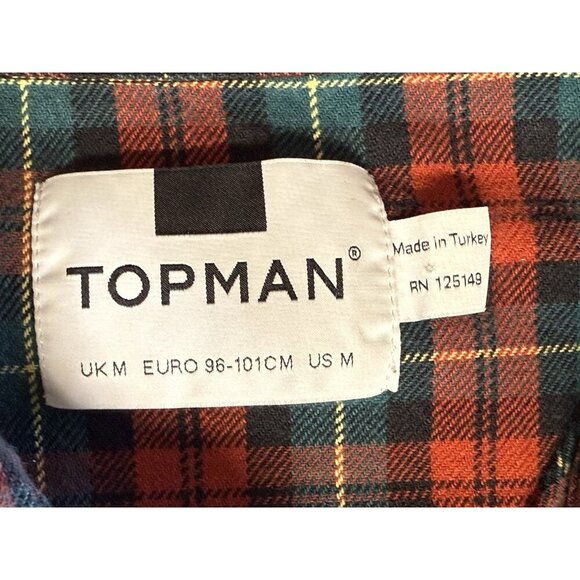 TOPMAN®
UK M EURO 96-101CM US M
Made in Turkey
RN 125149